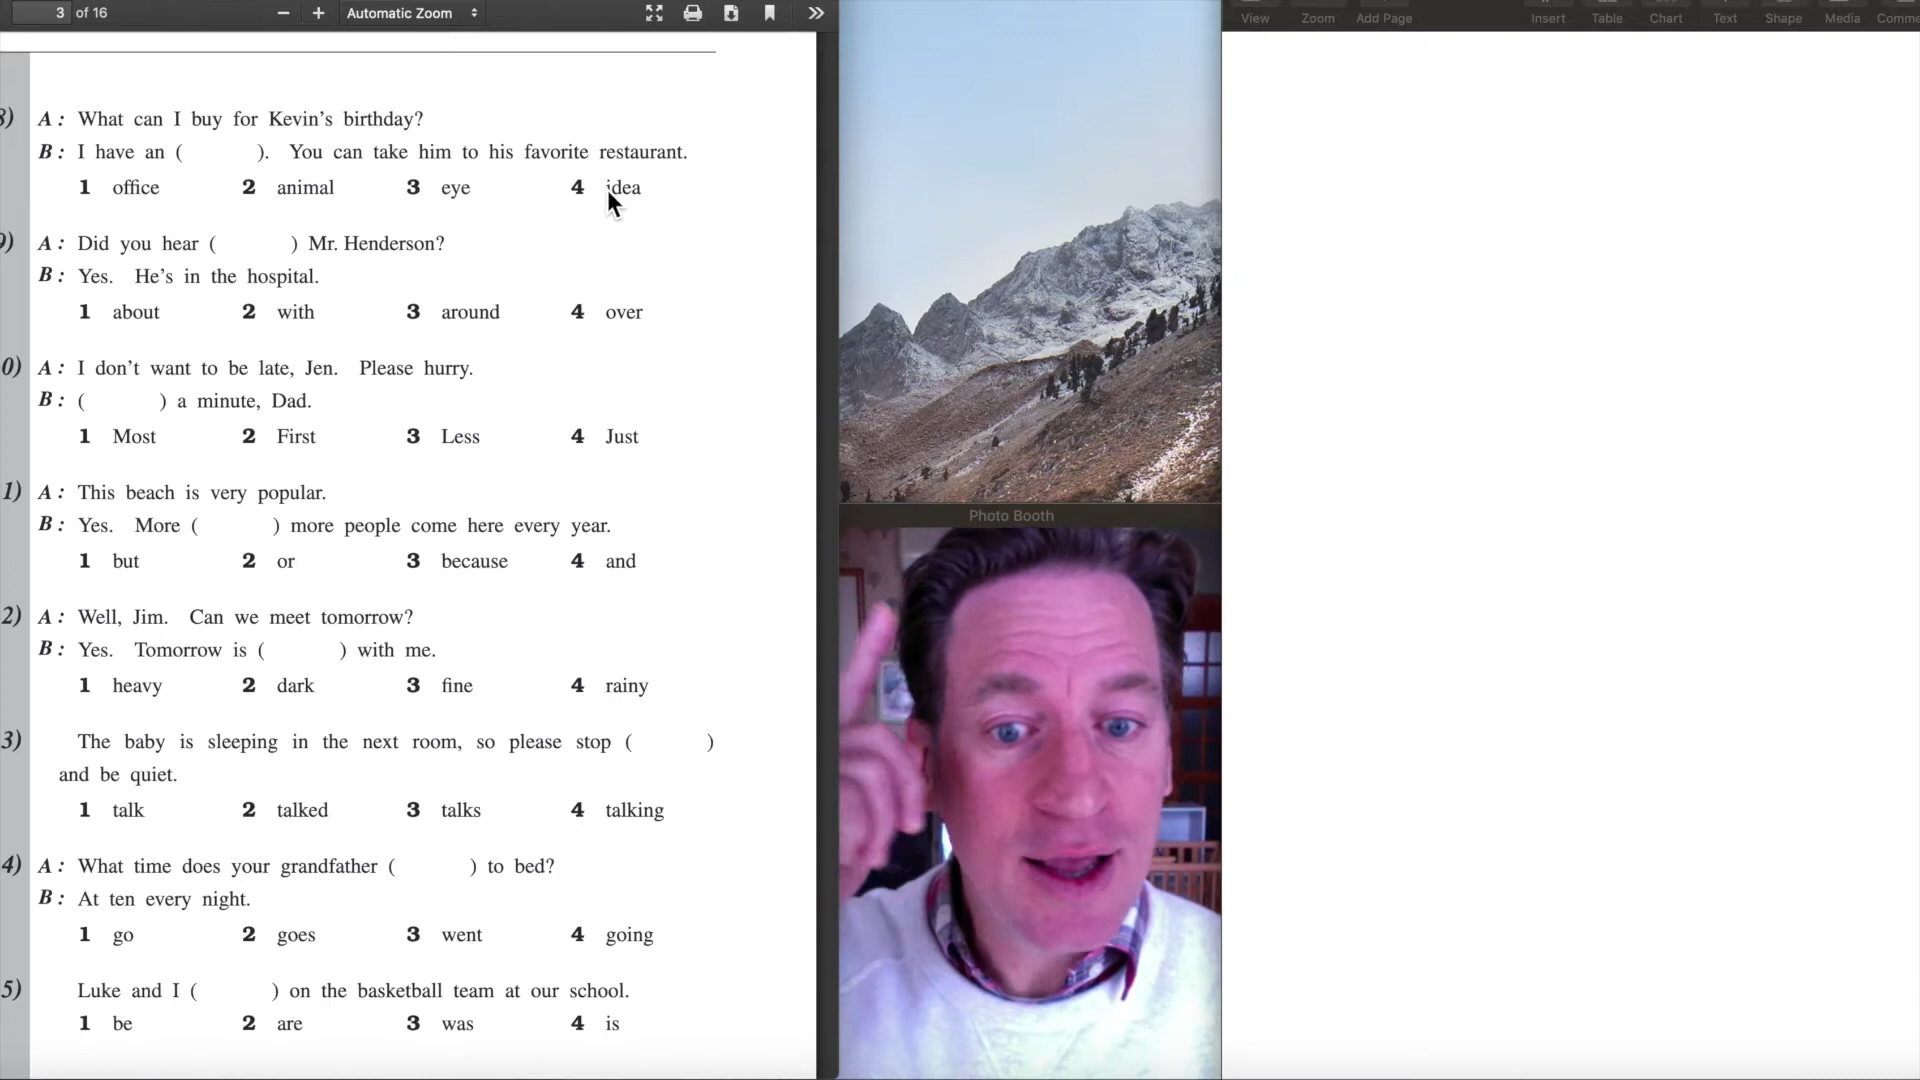 3 of 16 − + Automatic Zoom »
View Zoom Add Page Insert Table Chart Text Shape Media Comme
8) A: What can I buy for Kevin's birthday?
B: I have an ( ). You can take him to his favorite restaurant.
1 office 2 animal 3 eye 4 idea
9) A: Did you hear ( ) Mr. Henderson?
B: Yes. He's in the hospital.
1 about 2 with 3 around 4 over
0) A: I don't want to be late, Jen. Please hurry.
B: ( ) a minute, Dad.
1 Most 2 First 3 Less 4 Just
1) A: This beach is very popular.
B: Yes. More ( ) more people come here every year.
1 but 2 or 3 because 4 and
2) A: Well, Jim. Can we meet tomorrow?
B: Yes. Tomorrow is ( ) with me.
1 heavy 2 dark 3 fine 4 rainy
3) The baby is sleeping in the next room, so please stop ( )
and be quiet.
1 talk 2 talked 3 talks 4 talking
4) A: What time does your grandfather ( ) to bed?
B: At ten every night.
1 go 2 goes 3 went 4 going
5) Luke and I ( ) on the basketball team at our school.
1 be 2 are 3 was 4 is
Photo Booth